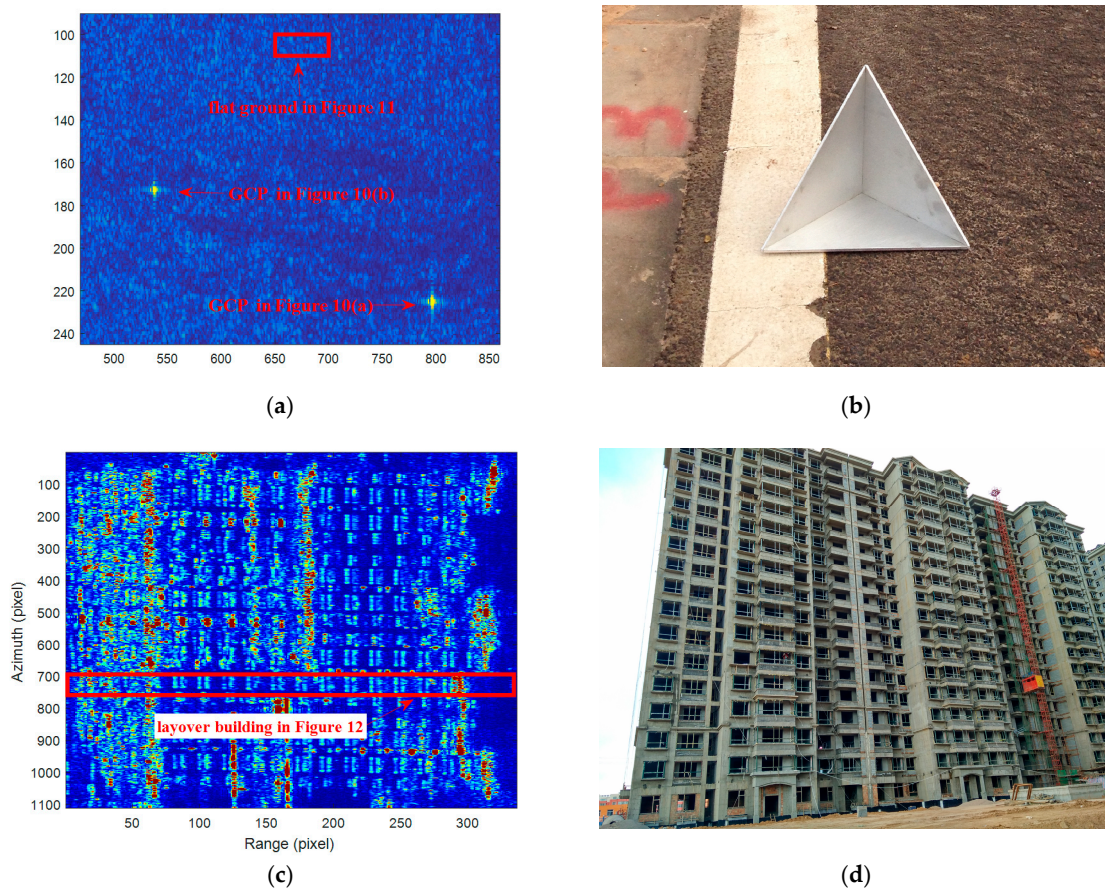 100
120
flat ground in Figure 11
140
160
GCP in Figure 10(b)
180
200
220
GCP in Figure 10(a)
240
500 550 600 650 700 750 800 850
(a)
(b)
100
200
300
400
500
600
700
800
900
1000
1100
Azimuth (pixel)
layover building in Figure 12
50 100 150 200 250 300
Range (pixel)
(c)
(d)